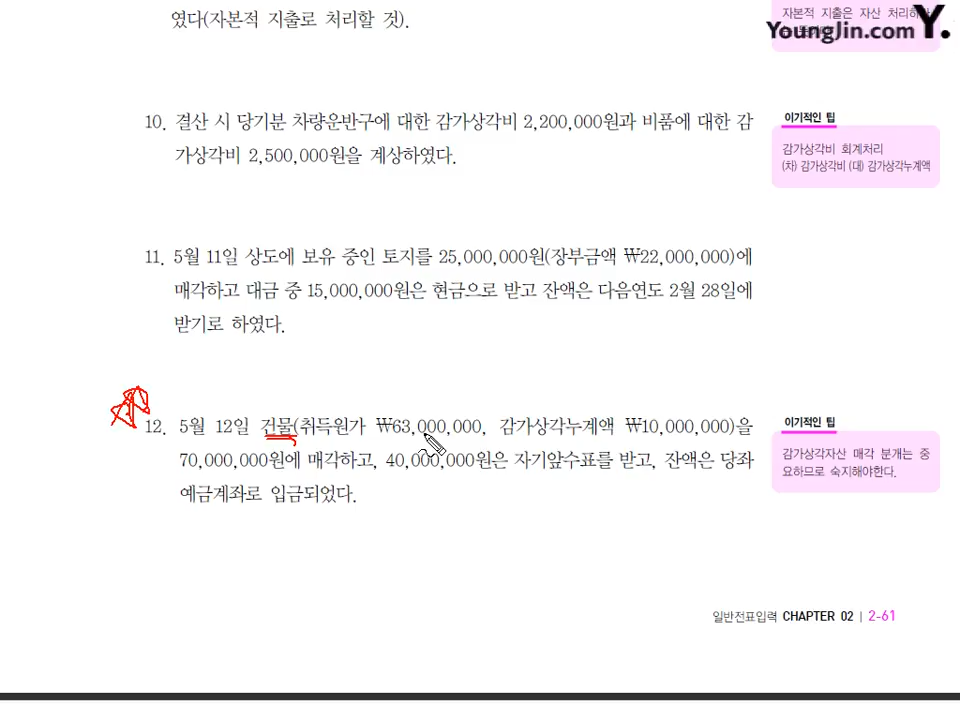 였다(자본적 지출로 처리할 것).
자본적 지출은 자산 처리하
YoungJin.com Y.
10. 결산 시 당기분 차량운반구에 대한 감가상각비 2,200,000원과 비품에 대한 감
가상각비 2,500,000원을 계상하였다.
이기적인 팁
감가상각비 회계처리
(차) 감가상각비 (대) 감가상각누계액
11. 5월 11일 상도에 보유 중인 토지를 25,000,000원(장부금액 ₩22,000,000)에
매각하고 대금 중 15,000,000원은 현금으로 받고 잔액은 다음연도 2월 28일에
받기로 하였다.
12. 5월 12일 건물(취득원가 ₩63,000,000, 감가상각누계액 ₩10,000,000)을
70,000,000원에 매각하고, 40,000,000원은 자기앞수표를 받고, 잔액은 당좌
예금계좌로 입금되었다.
이기적인 팁
감가상각자산 매각 분개는 중
요하므로 숙지해야한다.
일반전표입력 CHAPTER 02 | 2-61